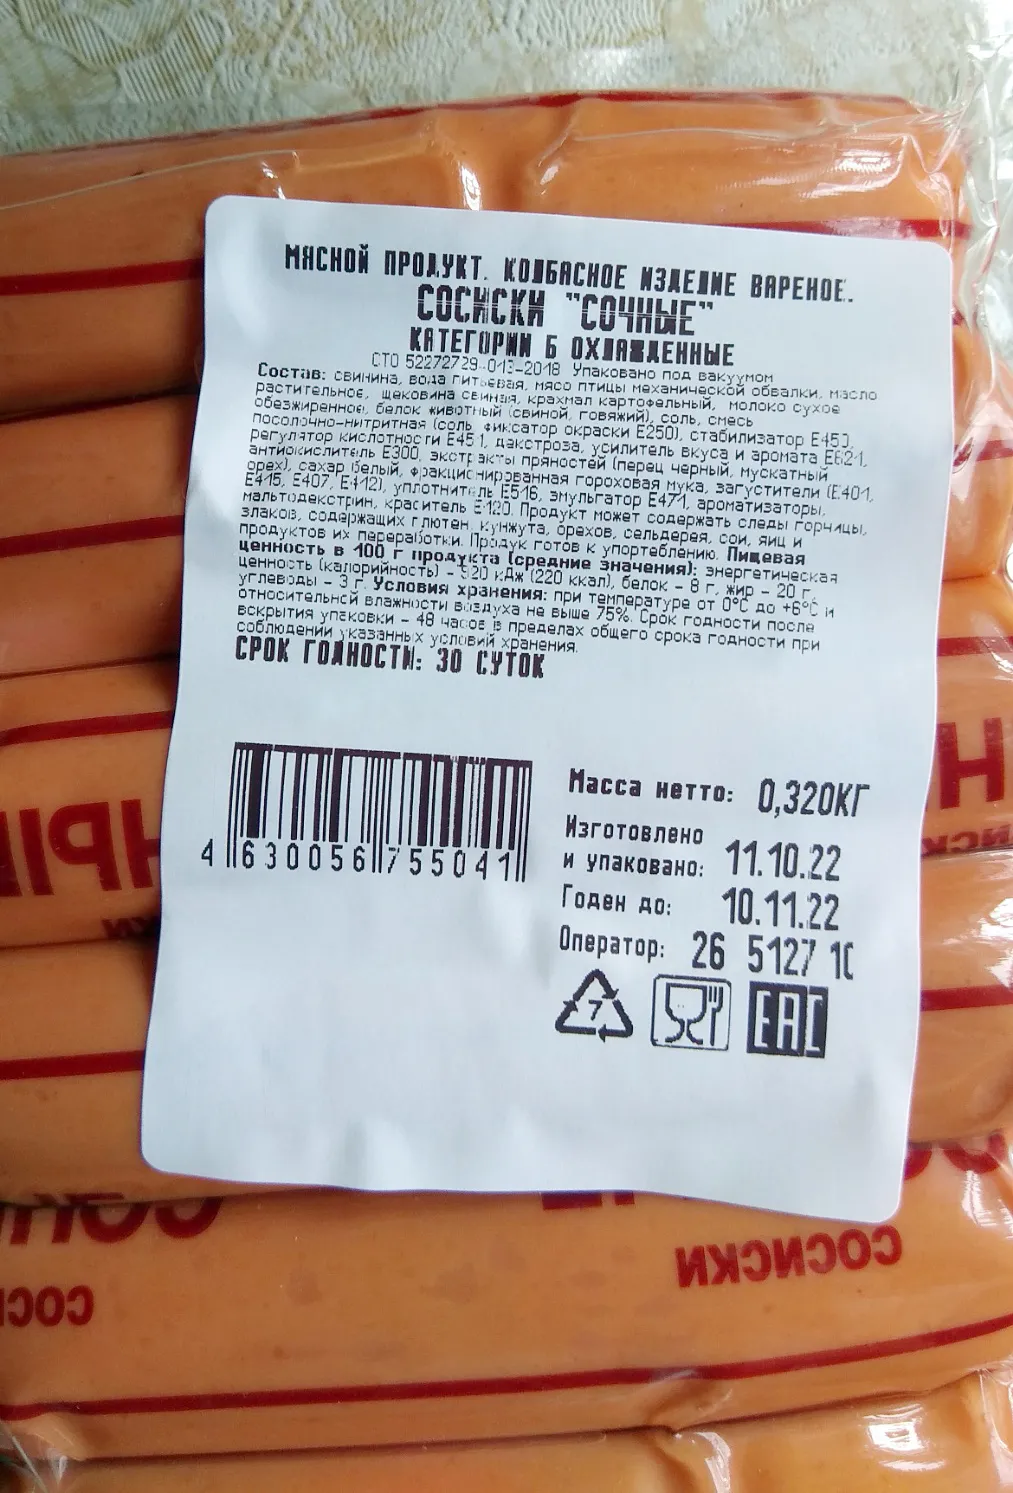 МЯСНОЙ ПРОДУКТ. КОЛБАСНОЕ ИЗДЕЛИЕ ВАРЕНОЕ.
СОСИСКИ "СОЧНЫЕ"
КАТЕГОРИИ Б ОХЛАЖДЕННЫЕ
СТО 52272729-013-2018 Упаковано под вакуумом
Состав: свинина, вода питьевая, мясо птицы механической обвалки, масло
растительное, щековина свиная, крахмал картофельный, молоко сухое
обезжиренное, белок животный (свиной, говяжий), соль, смесь
посолочно-нитритная (соль, фиксатор окраски Е250), стабилизатор Е450,
регулятор кислотности Е451, декстроза, усилитель вкуса и аромата Е621,
антиокислитель Е300, экстракты пряностей (перец черный, мускатный
орех), сахар белый, фракционированная гороховая мука, загустители (Е401,
Е415, Е407, Е412), уплотнитель Е516, эмульгатор Е471, ароматизаторы,
мальтодекстрин, краситель Е120. Продукт может содержать следы горчицы,
злаков, содержащих глютен, кунжута, орехов, сельдерея, сои, яиц и
продуктов их переработки. Продук готов к упортеблению. Пищевая
ценность в 100 г продукта (средние значения): энергетическая
ценность (калорийность) – 920 кДж (220 ккал), белок – 8 г, жир – 20 г,
углеводы – 3 г. Условия хранения: при температуре от 0°С до +6°С и
относительной влажности воздуха не выше 75%. Срок годности после
вскрытия упаковки – 48 часов в пределах общего срока годности при
соблюдении указанных условий хранения.
СРОК ГОДНОСТИ: 30 СУТОК
4 630056 755041
Масса нетто: 0,320КГ
Изготовлено
и упаковано: 11.10.22
Годен до: 10.11.22
Оператор: 26 5127
7
EAC
СОСИСКИ